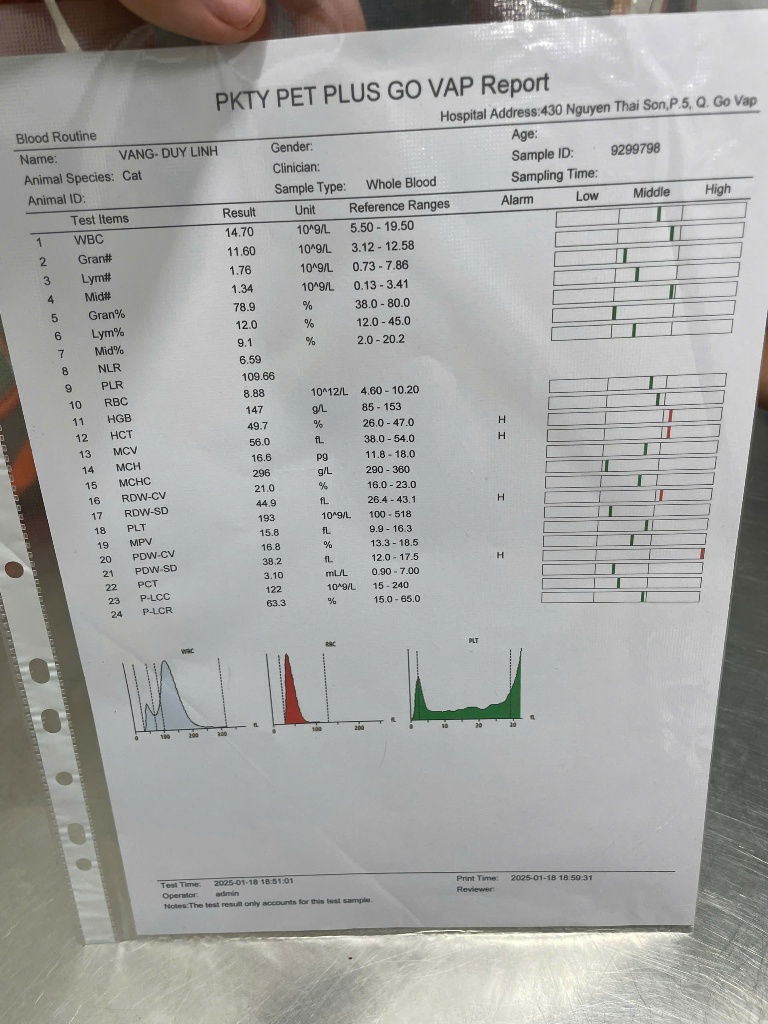 PKTY PET PLUS GO VAP Report
Hospital Address:430 Nguyen Thai Son,P.5, Q. Go Vap
Blood Routine
Name: VANG- DUY LINH Gender: Age:
Animal Species: Cat Clinician: Sample ID: 9299798
Animal ID: Sample Type: Whole Blood Sampling Time:
Test Items Result Unit Reference Ranges Alarm Low Middle High
1 WBC 14.70 10^9/L 5.50 - 19.50
2 Gran# 11.60 10^9/L 3.12 - 12.58
3 Lym# 1.76 10^9/L 0.73 - 7.86
4 Mid# 1.34 10^9/L 0.13 - 3.41
5 Gran% 78.9 % 38.0 - 80.0
6 Lym% 12.0 % 12.0 - 45.0
7 Mid% 9.1 % 2.0 - 20.2
8 NLR 6.59
9 PLR 109.66
10 RBC 8.88 10^12/L 4.60 - 10.20
11 HGB 147 g/L 85 - 153
12 HCT 49.7 % 26.0 - 47.0 H
13 MCV 56.0 fL 38.0 - 54.0 H
14 MCH 16.6 pg 11.8 - 18.0
15 MCHC 296 g/L 290 - 360
16 RDW-CV 21.0 % 16.0 - 23.0
17 RDW-SD 44.9 fL 26.4 - 43.1 H
18 PLT 193 10^9/L 100 - 518
19 MPV 15.8 fL 9.9 - 16.3
20 PDW-CV 16.8 % 13.3 - 18.5
21 PDW-SD 38.2 fL 12.0 - 17.5 H
22 PCT 3.10 mL/L 0.90 - 7.00
23 P-LCC 122 10^9/L 15 - 240
24 P-LCR 63.3 % 15.0 - 65.0
WBC RBC PLT
0 100 200 300 fL 0 100 200 fL 0 10 20 30 fL
Test Time: 2025-01-18 18:51:01 Print Time: 2025-01-18 18:59:31
Operator: admin Reviewer:
Notes:The test result only accounts for this test sample.